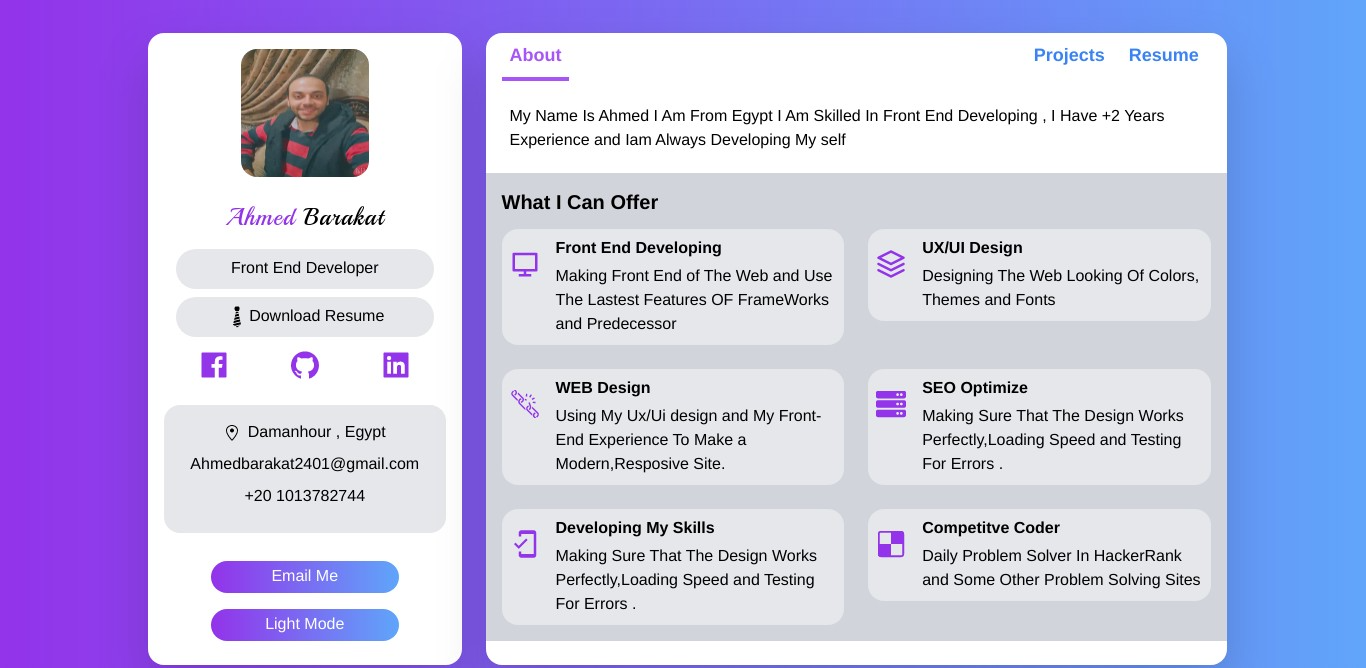 Ahmed Barakat
Front End Developer
Download Resume
Damanhour , Egypt
Ahmedbarakat2401@gmail.com
+20 1013782744
Email Me
Light Mode
About
Projects
Resume
My Name Is Ahmed I Am From Egypt I Am Skilled In Front End Developing , I Have +2 Years
Experience and Iam Always Developing My self
What I Can Offer
Front End Developing
Making Front End of The Web and Use
The Lastest Features OF FrameWorks
and Predecessor
UX/UI Design
Designing The Web Looking Of Colors,
Themes and Fonts
WEB Design
Using My Ux/Ui design and My Front-
End Experience To Make a
Modern,Resposive Site.
SEO Optimize
Making Sure That The Design Works
Perfectly,Loading Speed and Testing
For Errors .
Developing My Skills
Making Sure That The Design Works
Perfectly,Loading Speed and Testing
For Errors .
Competitve Coder
Daily Problem Solver In HackerRank
and Some Other Problem Solving Sites